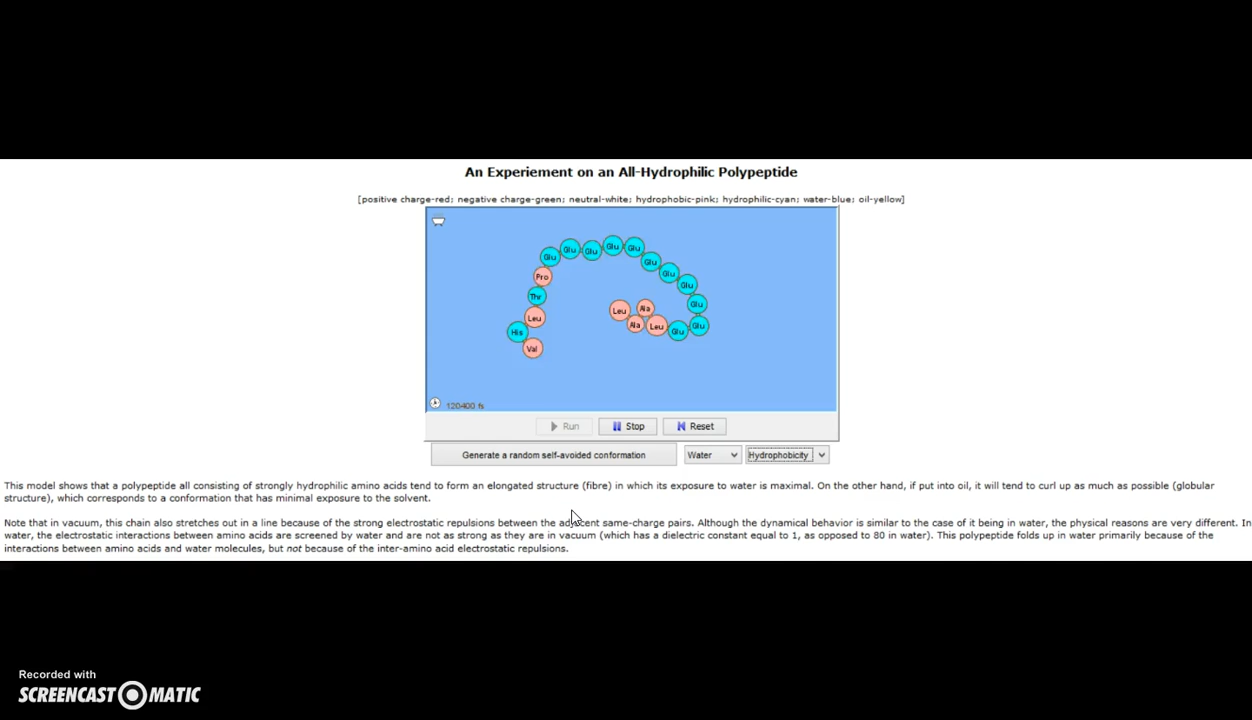 An Experiement on an All-Hydrophilic Polypeptide
[positive charge-red; negative charge-green; neutral-white; hydrophobic-pink; hydrophilic-cyan; water-blue; oil-yellow]
Glu Glu Glu Glu Glu
Glu
Pro Glu
Glu
Thr Glu
Leu Ala
Leu Ala Leu Glu Glu
His
Val
120400 fs
Run Stop Reset
Generate a random self-avoided conformation Water Hydrophobicity
This model shows that a polypeptide all consisting of strongly hydrophilic amino acids tend to form an elongated structure (fibre) in which its exposure to water is maximal. On the other hand, if put into oil, it will tend to curl up as much as possible (globular
structure), which corresponds to a conformation that has minimal exposure to the solvent.
Note that in vacuum, this chain also stretches out in a line because of the strong electrostatic repulsions between the adjacent same-charge pairs. Although the dynamical behavior is similar to the case of it being in water, the physical reasons are very different. In
water, the electrostatic interactions between amino acids are screened by water and are not as strong as they are in vacuum (which has a dielectric constant equal to 1, as opposed to 80 in water). This polypeptide folds up in water primarily because of the
interactions between amino acids and water molecules, but not because of the inter-amino acid electrostatic repulsions.
Recorded with
SCREENCAST MATIC